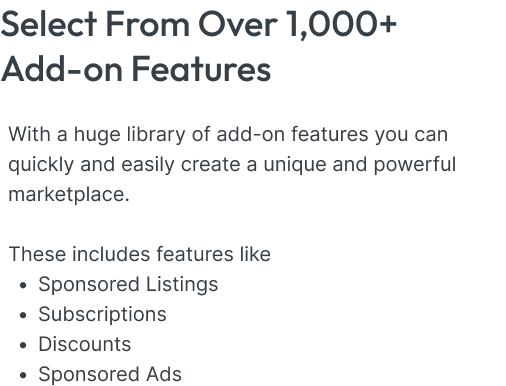 Select From Over 1,000+
Add-on Features
With a huge library of add-on features you can
quickly and easily create a unique and powerful
marketplace.
These includes features like
• Sponsored Listings
• Subscriptions
• Discounts
• Sponsored Ads